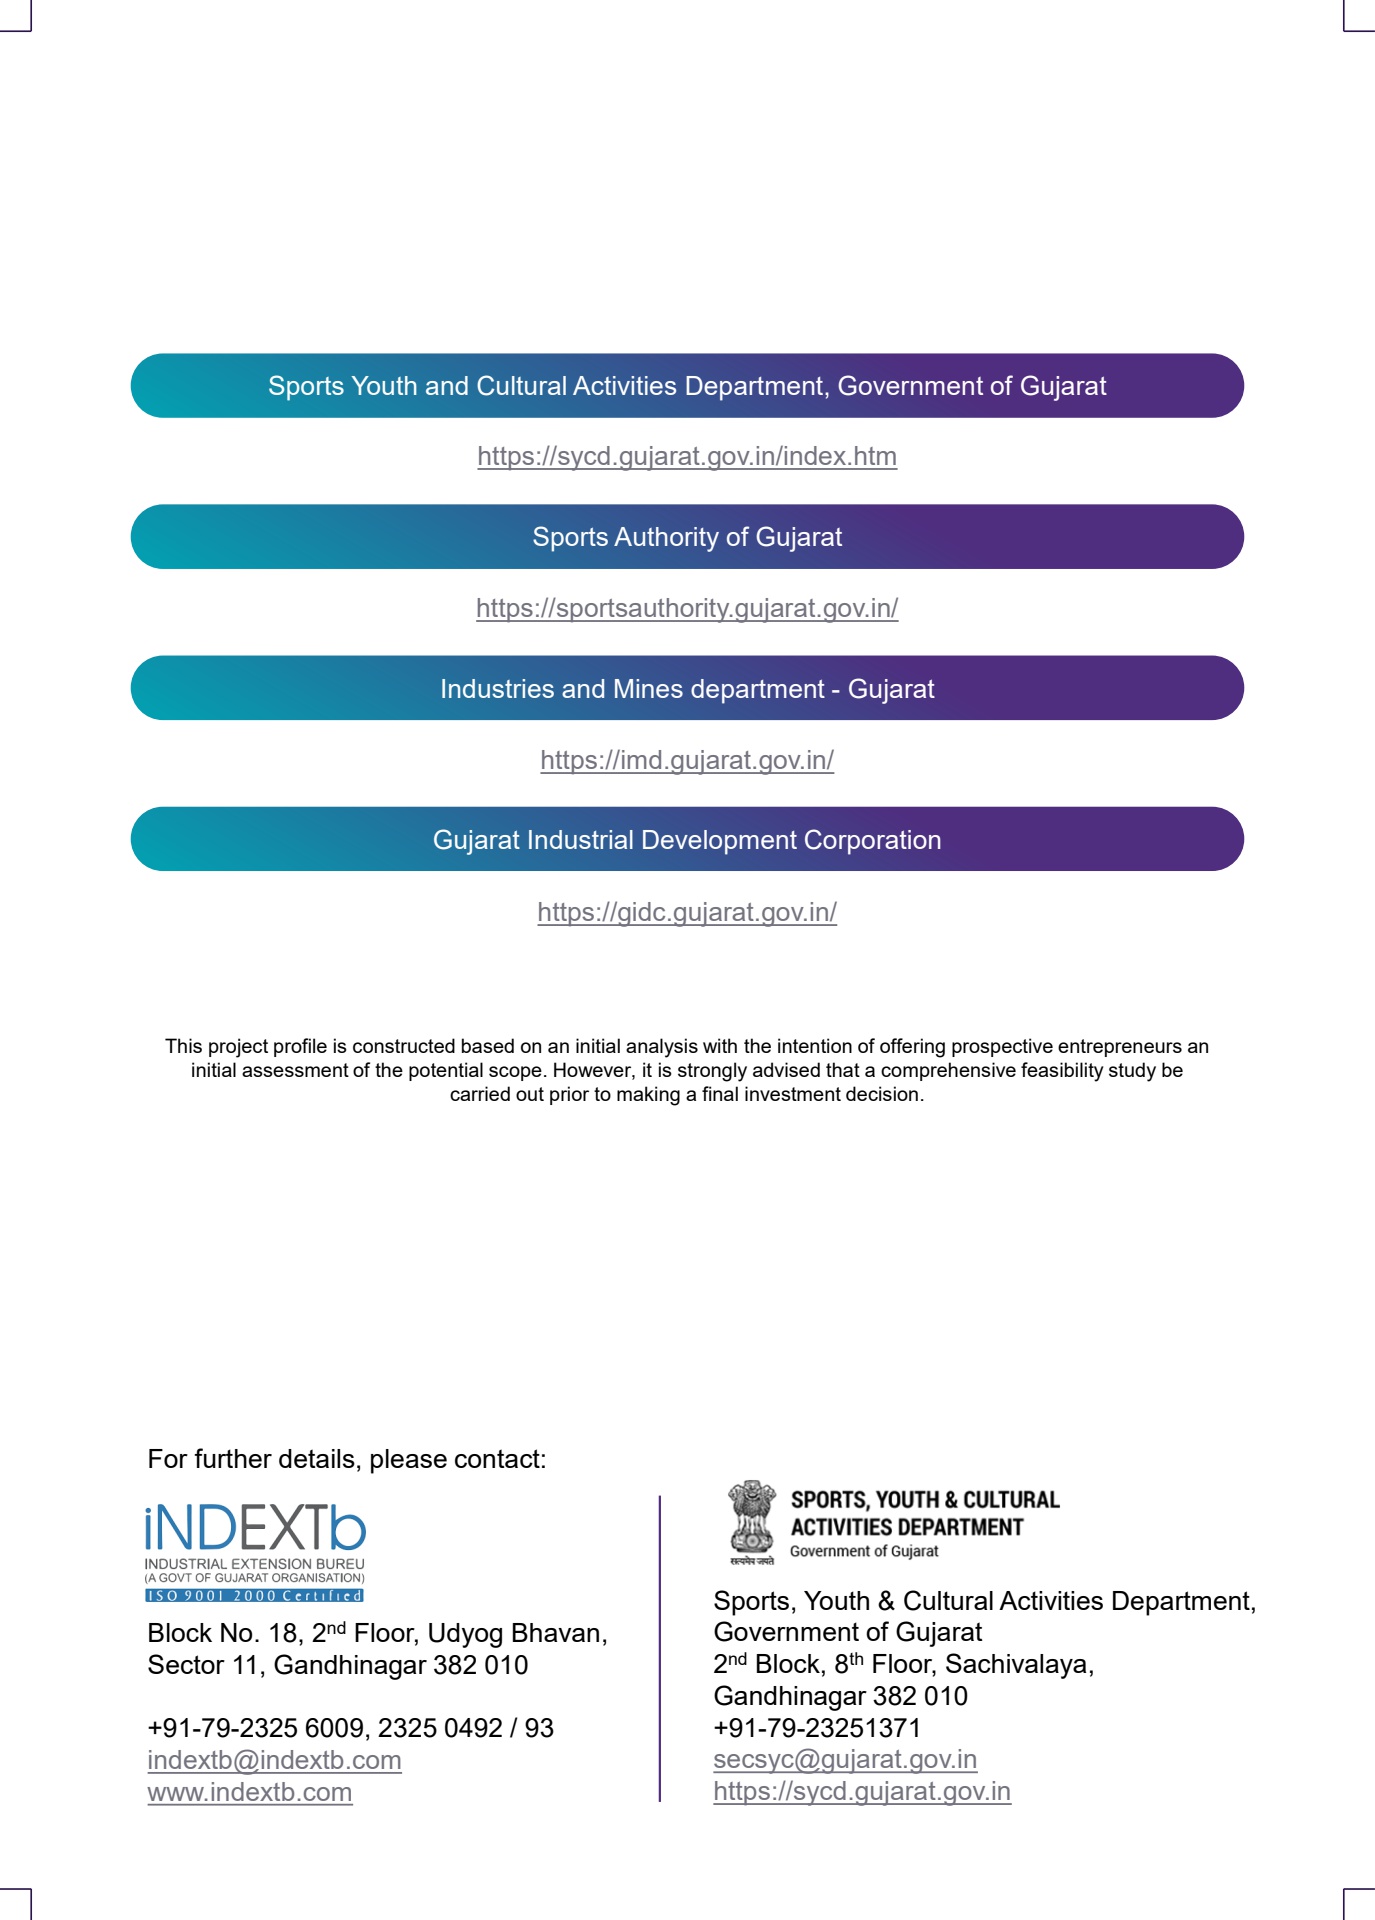 Sports Youth and Cultural Activities Department, Government of Gujarat
https://sycd.gujarat.gov.in/index.htm
Sports Authority of Gujarat
https://sportsauthority.gujarat.gov.in/
Industries and Mines department - Gujarat
https://imd.gujarat.gov.in/
Gujarat Industrial Development Corporation
https://gidc.gujarat.gov.in/
This project profile is constructed based on an initial analysis with the intention of offering prospective entrepreneurs an
initial assessment of the potential scope. However, it is strongly advised that a comprehensive feasibility study be
carried out prior to making a final investment decision.
For further details, please contact:
iNDEXTb
INDUSTRIAL EXTENSION BUREU
(A GOVT OF GUJARAT ORGANISATION)
ISO 9001 2000 Certified
Block No. 18, 2nd Floor, Udyog Bhavan,
Sector 11, Gandhinagar 382 010
+91-79-2325 6009, 2325 0492 / 93
indextb@indextb.com
www.indextb.com
सत्यमेव जयते
SPORTS, YOUTH & CULTURAL
ACTIVITIES DEPARTMENT
Government of Gujarat
Sports, Youth & Cultural Activities Department,
Government of Gujarat
2nd Block, 8th Floor, Sachivalaya,
Gandhinagar 382 010
+91-79-23251371
secsyc@gujarat.gov.in
https://sycd.gujarat.gov.in